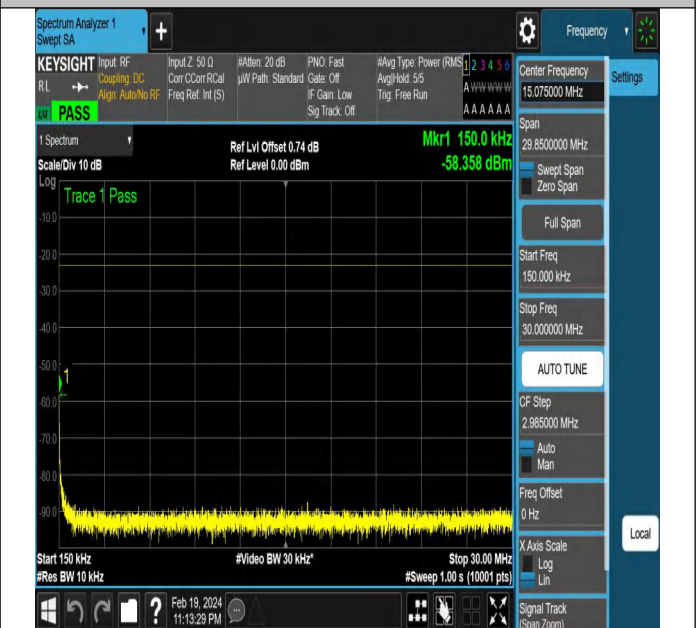 Spectrum Analyzer 1
Swept SA
+
Frequency
KEYSIGHT
RL
LXI
PASS
Input: RF
Coupling: DC
Align: Auto/No RF
Input Z: 50 Ω
Corr CCorr RCal
Freq Ref: Int (S)
#Atten: 20 dB
µW Path: Standard
PNO: Fast
Gate: Off
IF Gain: Low
Sig Track: Off
#Avg Type: Power (RMS
Avg|Hold: 5/5
Trig: Free Run
1 2 3 4 5 6
A W W W W W
A A A A A A
1 Spectrum
Scale/Div 10 dB
Ref Lvl Offset 0.74 dB
Ref Level 0.00 dBm
Mkr1 150.0 kHz
-58.358 dBm
Log
Trace 1 Pass
-10.0
-20.0
-30.0
-40.0
-50.0
-60.0
-70.0
-80.0
-90.0
1
Start 150 kHz
#Res BW 10 kHz
#Video BW 30 kHz*
Stop 30.00 MHz
#Sweep 1.00 s (10001 pts)
Center Frequency
15.075000 MHz
Settings
Span
29.8500000 MHz
Swept Span
Zero Span
Full Span
Start Freq
150.000 kHz
Stop Freq
30.000000 MHz
AUTO TUNE
CF Step
2.985000 MHz
Auto
Man
Freq Offset
0 Hz
X Axis Scale
Log
Lin
Signal Track
(Span Zoom)
Local
?
Feb 19, 2024
11:13:29 PM